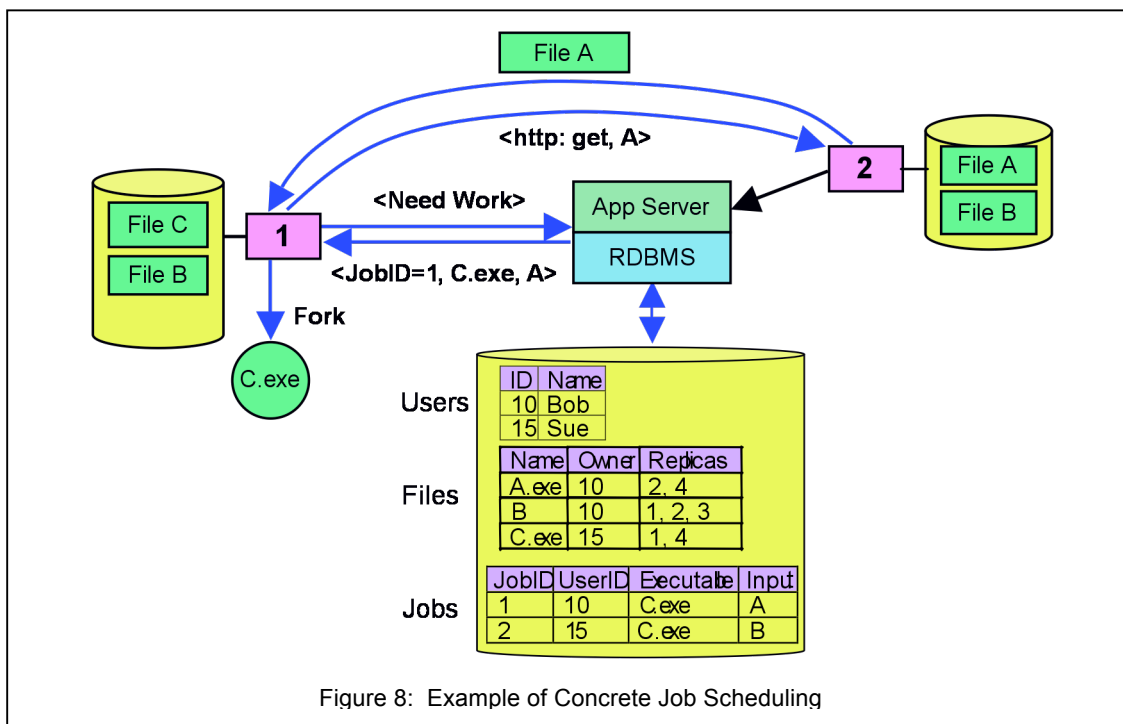 File A
<http: get, A>
2
File A
File B
File C
File B
1
<Need Work>
App Server
RDBMS
<JobID=1, C.exe, A>
Fork
C.exe
Users
ID Name
10 Bob
15 Sue
Files
Name Owner Replicas
A.exe 10 2, 4
B 10 1, 2, 3
C.exe 15 1, 4
Jobs
JobID UserID Executable Input
1 10 C.exe A
2 15 C.exe B
Figure 8: Example of Concrete Job Scheduling